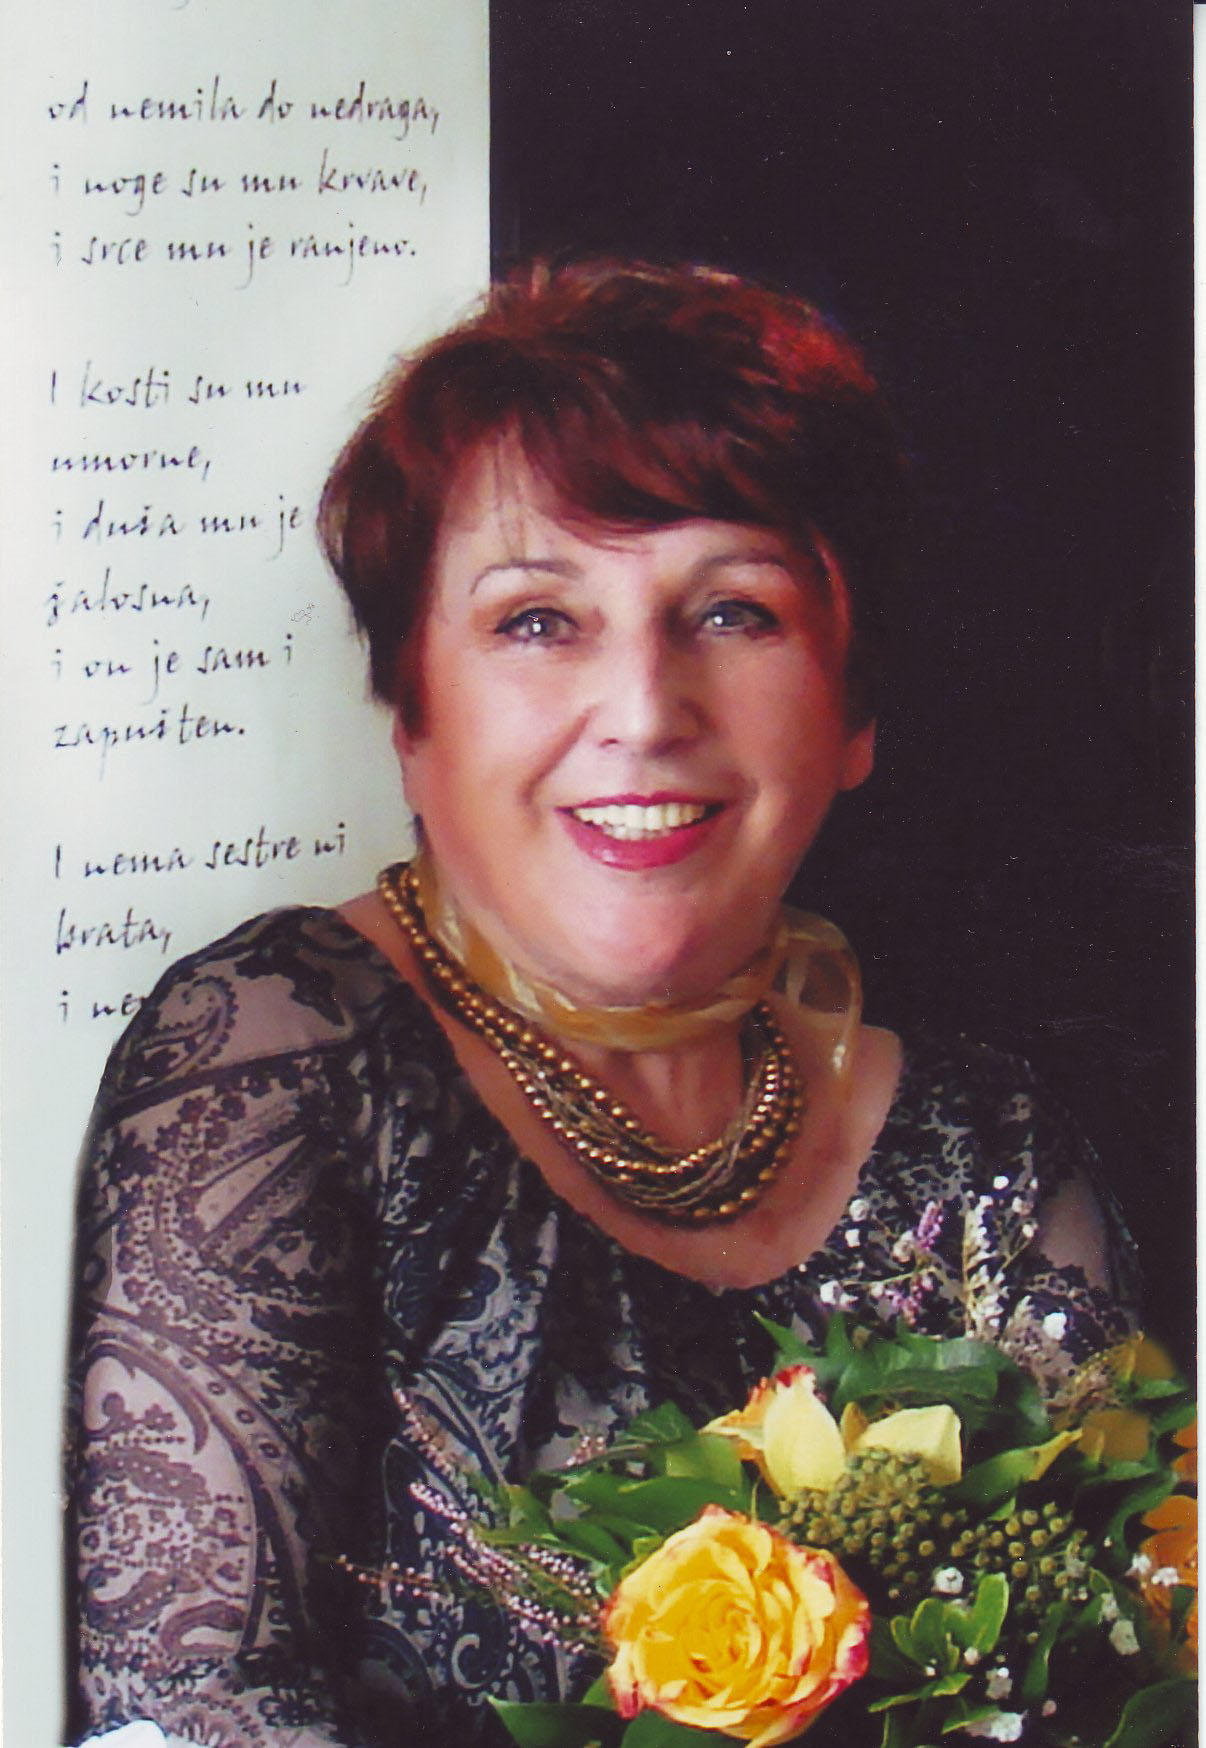 od nemila do nedraga,
i noge su mu krvave,
i srce mu je ranjeno.
I kosti su mu
umorne,
i duša mu je
žalosna,
i on je sam i
zapušten.
I nema sestre ni
brata,
i ne